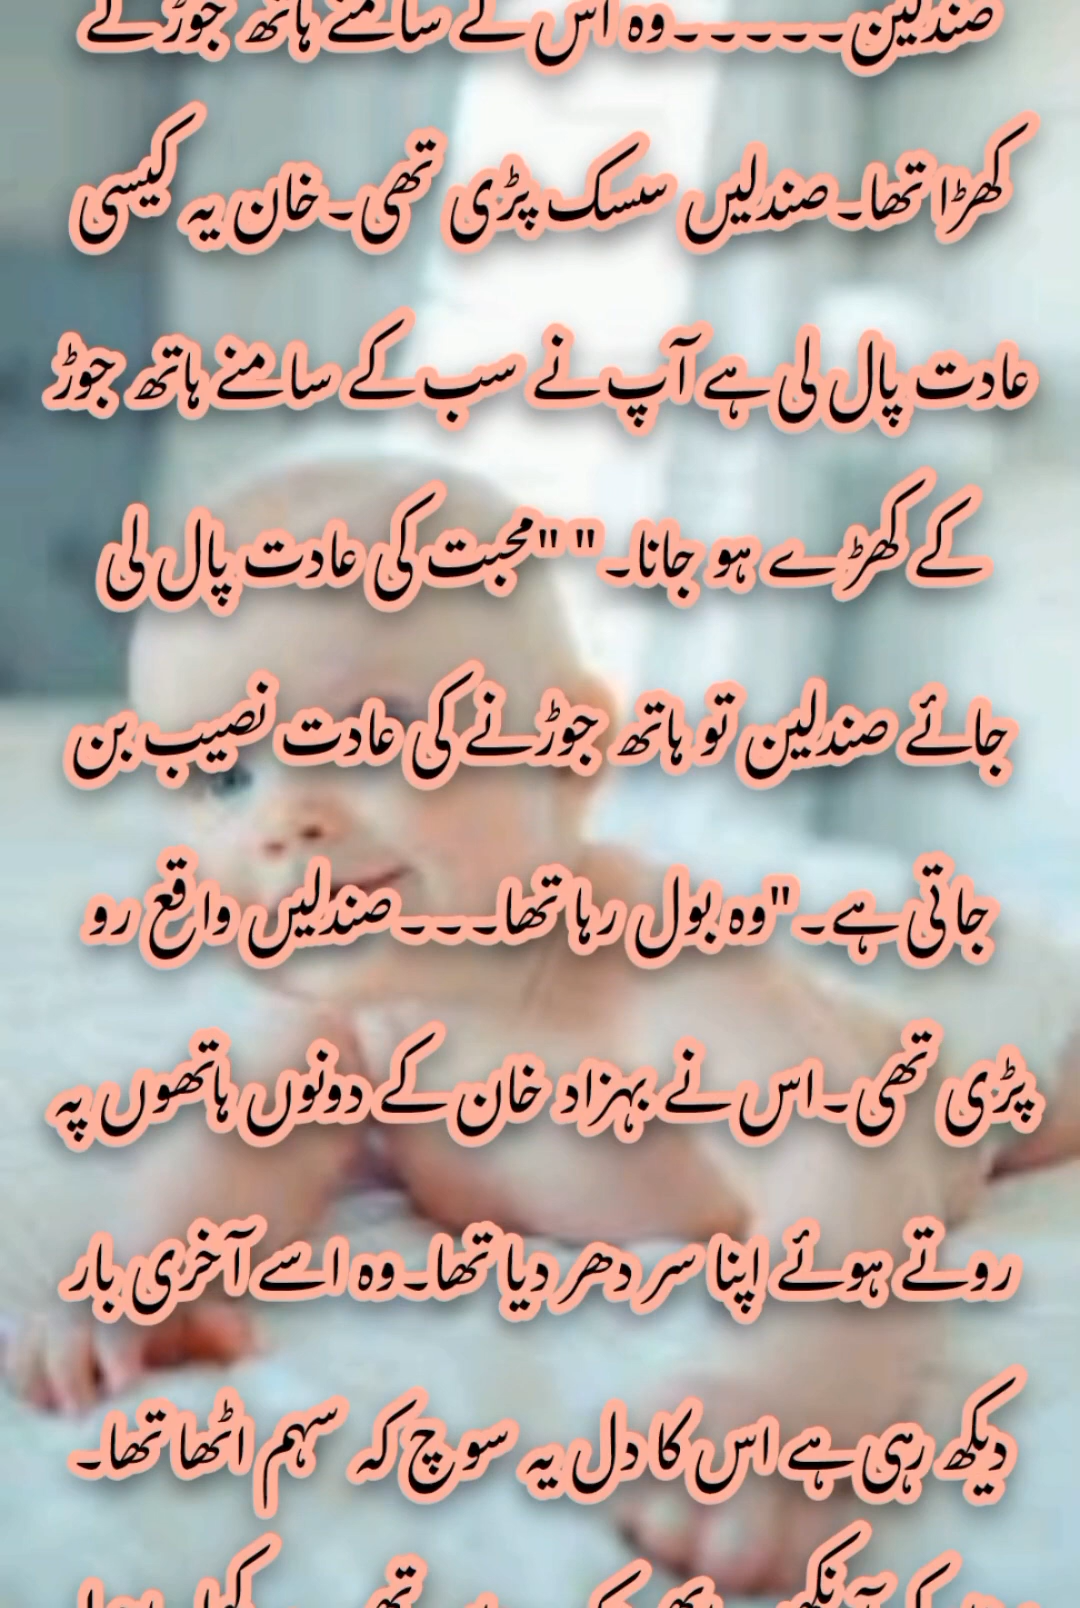 صندلین۔۔۔۔۔۔وہ اس کے سامنے ہاتھ جوڑ کے
کھڑا تھا۔صندلیں سسک پڑی تھی۔خان یہ کیسی
عادت پال لی ہے آپ نے سب کے سامنے ہاتھ جوڑ
کے کھڑے ہو جانا۔" "محبت کی عادت پال لی
جائے صندلین تو ہاتھ جوڑنے کی عادت نصیب بن
جاتی ہے۔"وہ بول رہا تھا۔۔۔صندلیں واقع رو
پڑی تھی۔اس نے بہزاد خان کے دونوں ہاتھوں پہ
روتے ہوئے اپنا سر دھر دیا تھا۔وہ اسے آخری بار
دیکھ رہی ہے اس کا دل یہ سوچ کہ سہم اٹھا تھا۔